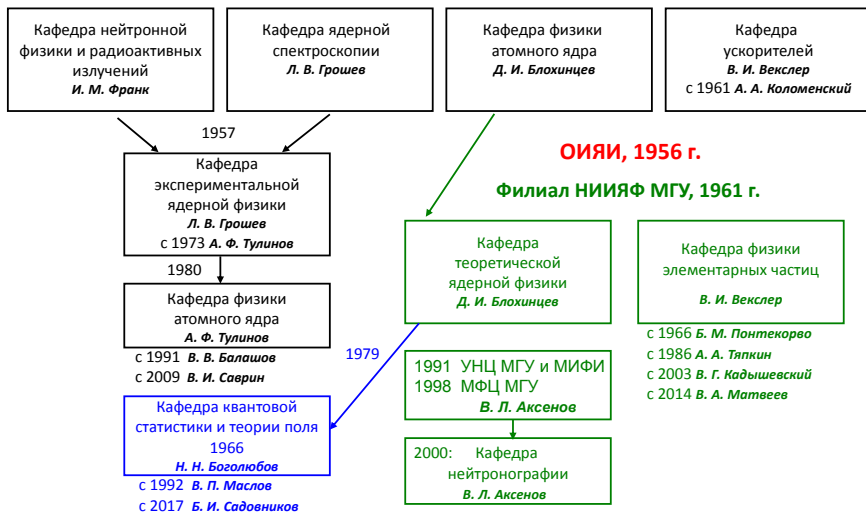 Кафедра нейтронной
физики и радиоактивных
излучений
И. М. Франк
Кафедра ядерной
спектроскопии
Л. В. Грошев
Кафедра физики
атомного ядра
Д. И. Блохинцев
Кафедра
ускорителей
В. И. Векслер
с 1961 А. А. Коломенский
1957
ОИЯИ, 1956 г.
Филиал НИИЯФ МГУ, 1961 г.
Кафедра
экспериментальной
ядерной физики
Л. В. Грошев
с 1973 А. Ф. Тулинов
1980
Кафедра физики
атомного ядра
А. Ф. Тулинов
с 1991 В. В. Балашов
с 2009 В. И. Саврин
Кафедра
теоретической
ядерной физики
Д. И. Блохинцев
Кафедра физики
элементарных частиц
В. И. Векслер
с 1966 Б. М. Понтекорво
с 1986 А. А. Тяпкин
с 2003 В. Г. Кадышевский
с 2014 В. А. Матвеев
1979
1991 УНЦ МГУ и МИФИ
1998 МФЦ МГУ
В. Л. Аксенов
Кафедра квантовой
статистики и теории поля
1966
Н. Н. Боголюбов
с 1992 В. П. Маслов
с 2017 Б. И. Садовников
2000: Кафедра
нейтронографии
В. Л. Аксенов